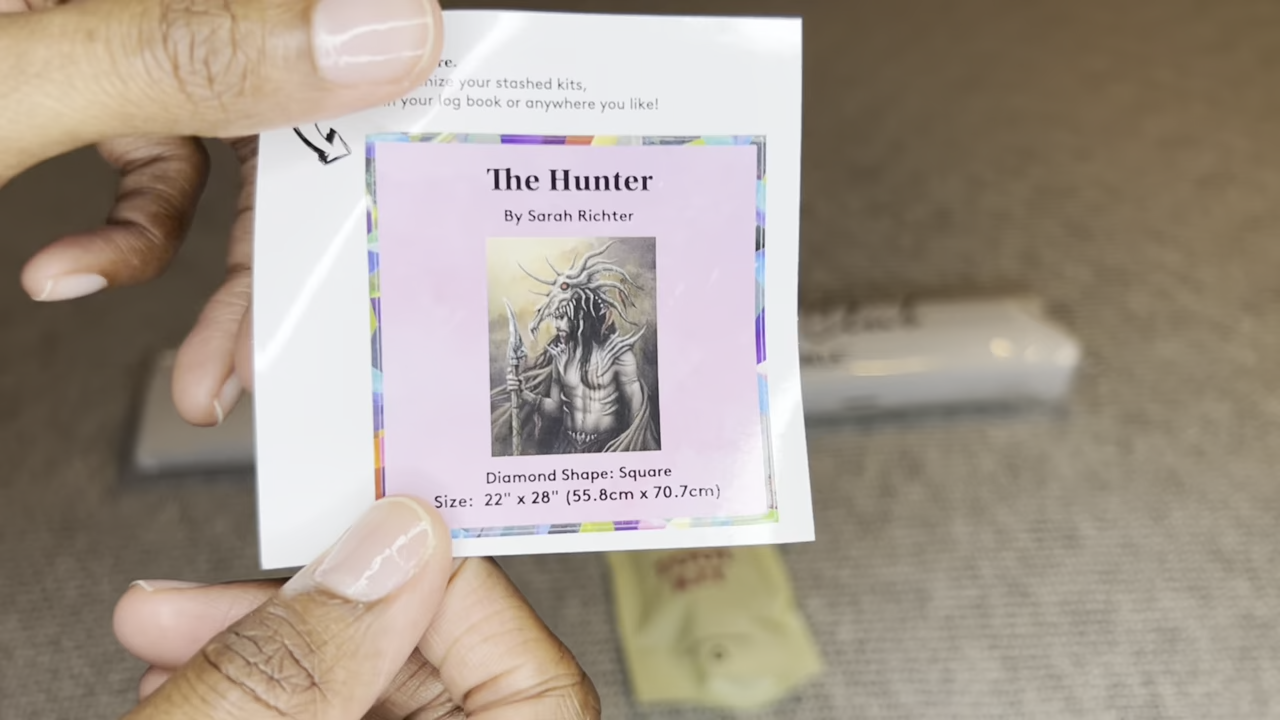 re.
nize your stashed kits,
your log book or anywhere you like!
The Hunter
By Sarah Richter
Diamond Shape: Square
Size: 22" x 28" (55.8cm x 70.7cm)